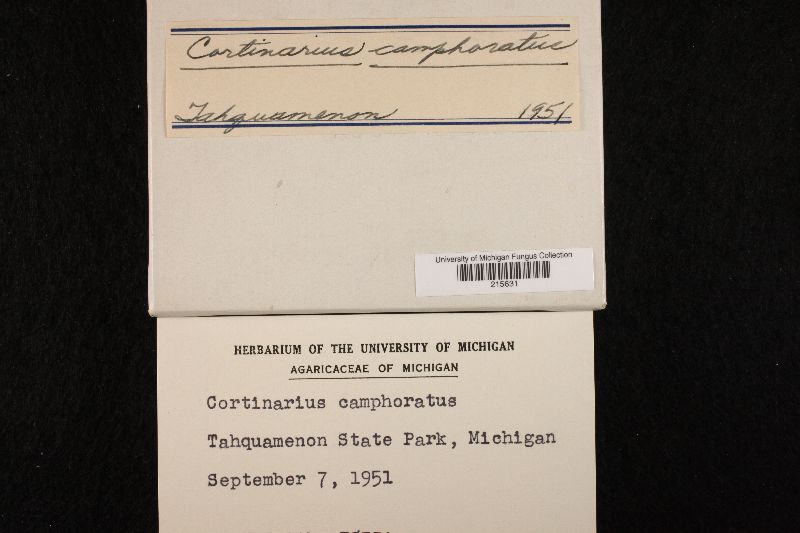 Cortinarius camphoratus
Tahquamenon 1951
University of Michigan Fungus Collection
215631
HERBARIUM OF THE UNIVERSITY OF MICHIGAN
AGARICACEAE OF MICHIGAN
Cortinarius camphoratus
Tahquamenon State Park, Michigan
September 7, 1951